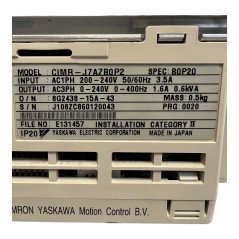 MODEL: CIMR-J7AZB0P2 SPEC: B0P20
INPUT AC1PH 200-240V 50/60Hz 3.5A
OUTPUT AC3PH 0-240V 0-400Hz 1.6A 0.6kVA
O/N 8G2438-15A-43 MASS 0.5kg
S/N J108ZC860120043 PRG: 0020
FILE NO E131457 INSTALLATION CATEGORY II
IP20 YASKAWA ELECTRIC CORPORATION MADE IN JAPAN
OMRON YASKAWA Motion Control B.V.